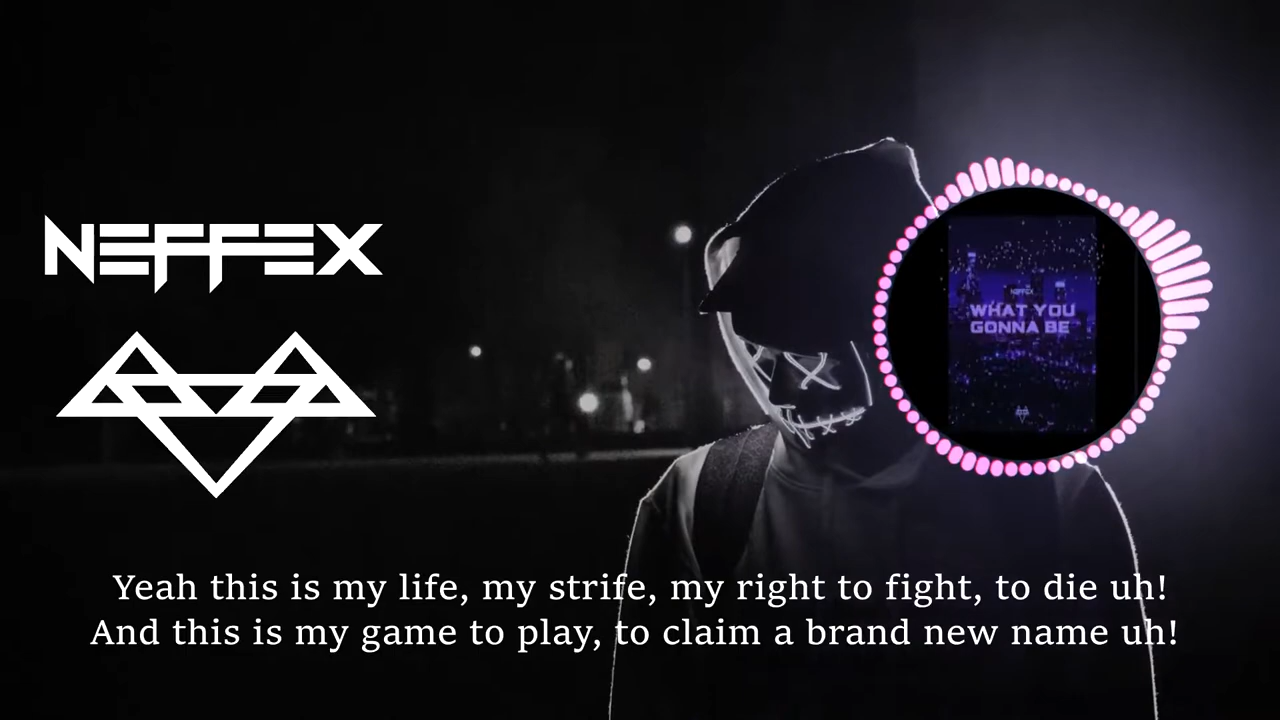 NEFFEX
NEFFEX
WHAT YOU
GONNA BE
Yeah this is my life, my strife, my right to fight, to die uh!
And this is my game to play, to claim a brand new name uh!